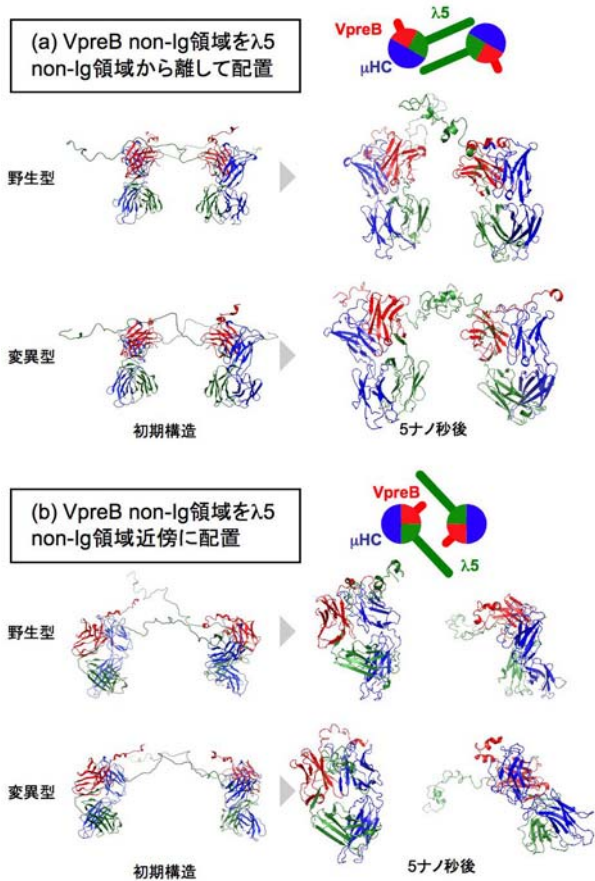 (a) VpreB non-Ig領域をλ5
non-Ig領域から離して配置
λ5
VpreB
μHC
野生型
変異型
初期構造
5ナノ秒後
(b) VpreB non-Ig領域をλ5
non-Ig領域近傍に配置
VpreB
μHC
λ5
野生型
変異型
初期構造
5ナノ秒後